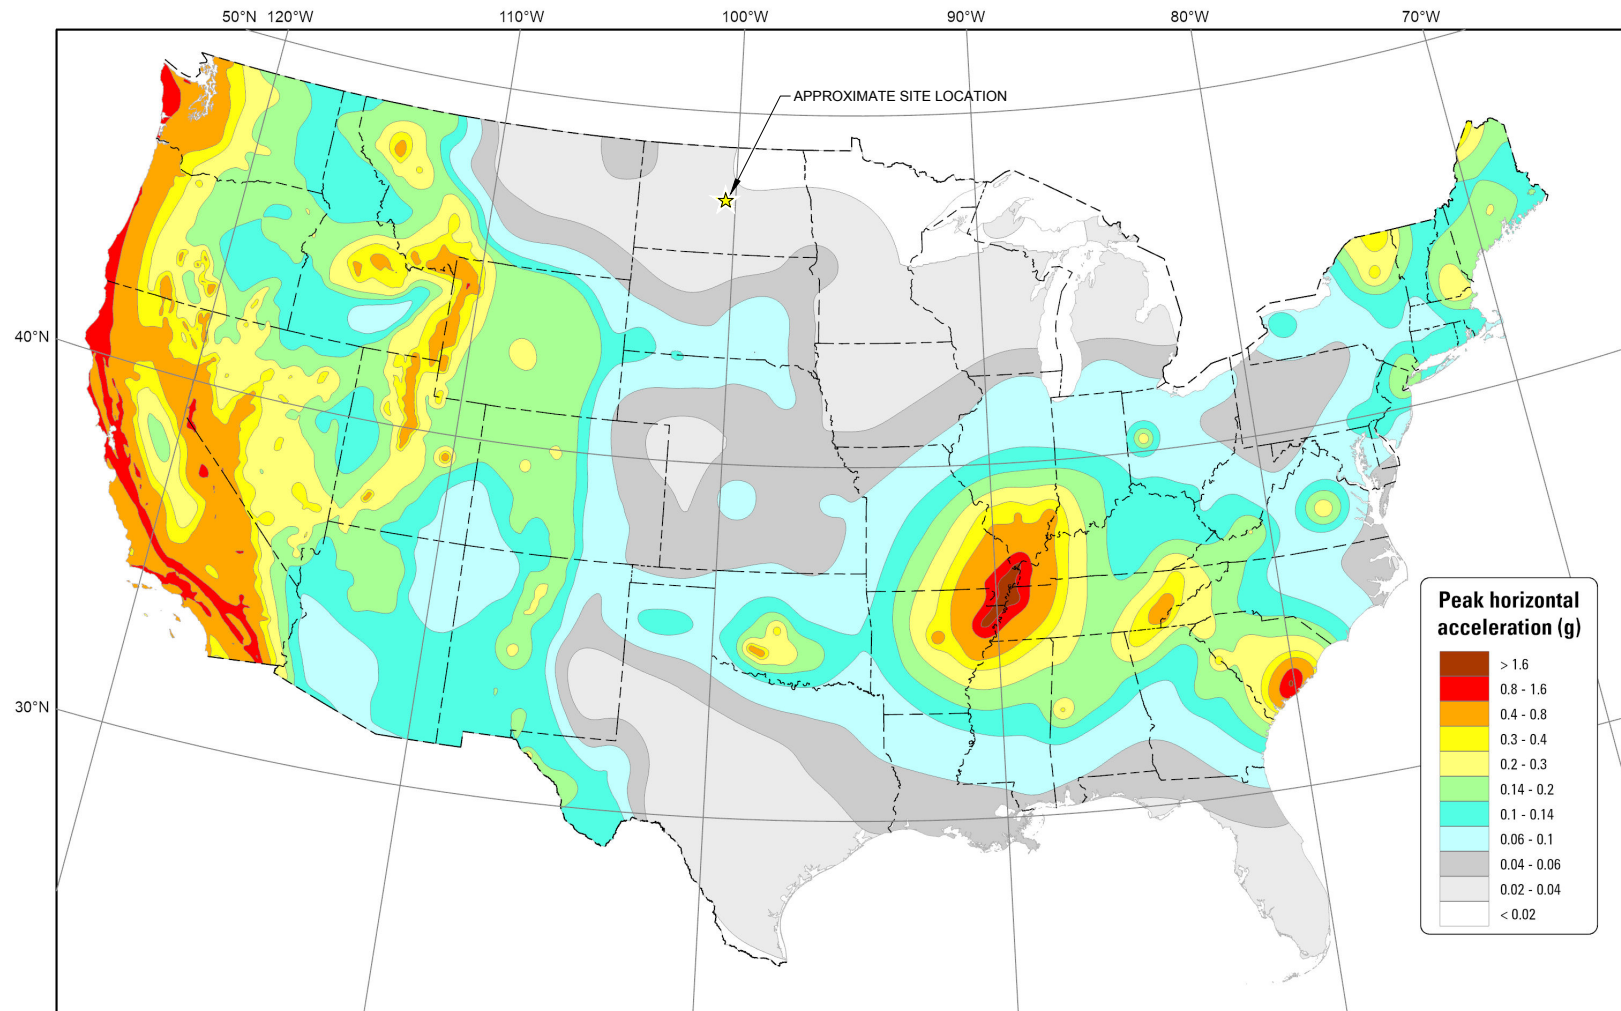 50°N 120°W 110°W 100°W 90°W 80°W 70°W
APPROXIMATE SITE LOCATION
40°N
30°N
Peak horizontal
acceleration (g)
> 1.6
0.8 - 1.6
0.4 - 0.8
0.3 - 0.4
0.2 - 0.3
0.14 - 0.2
0.1 - 0.14
0.06 - 0.1
0.04 - 0.06
0.02 - 0.04
< 0.02